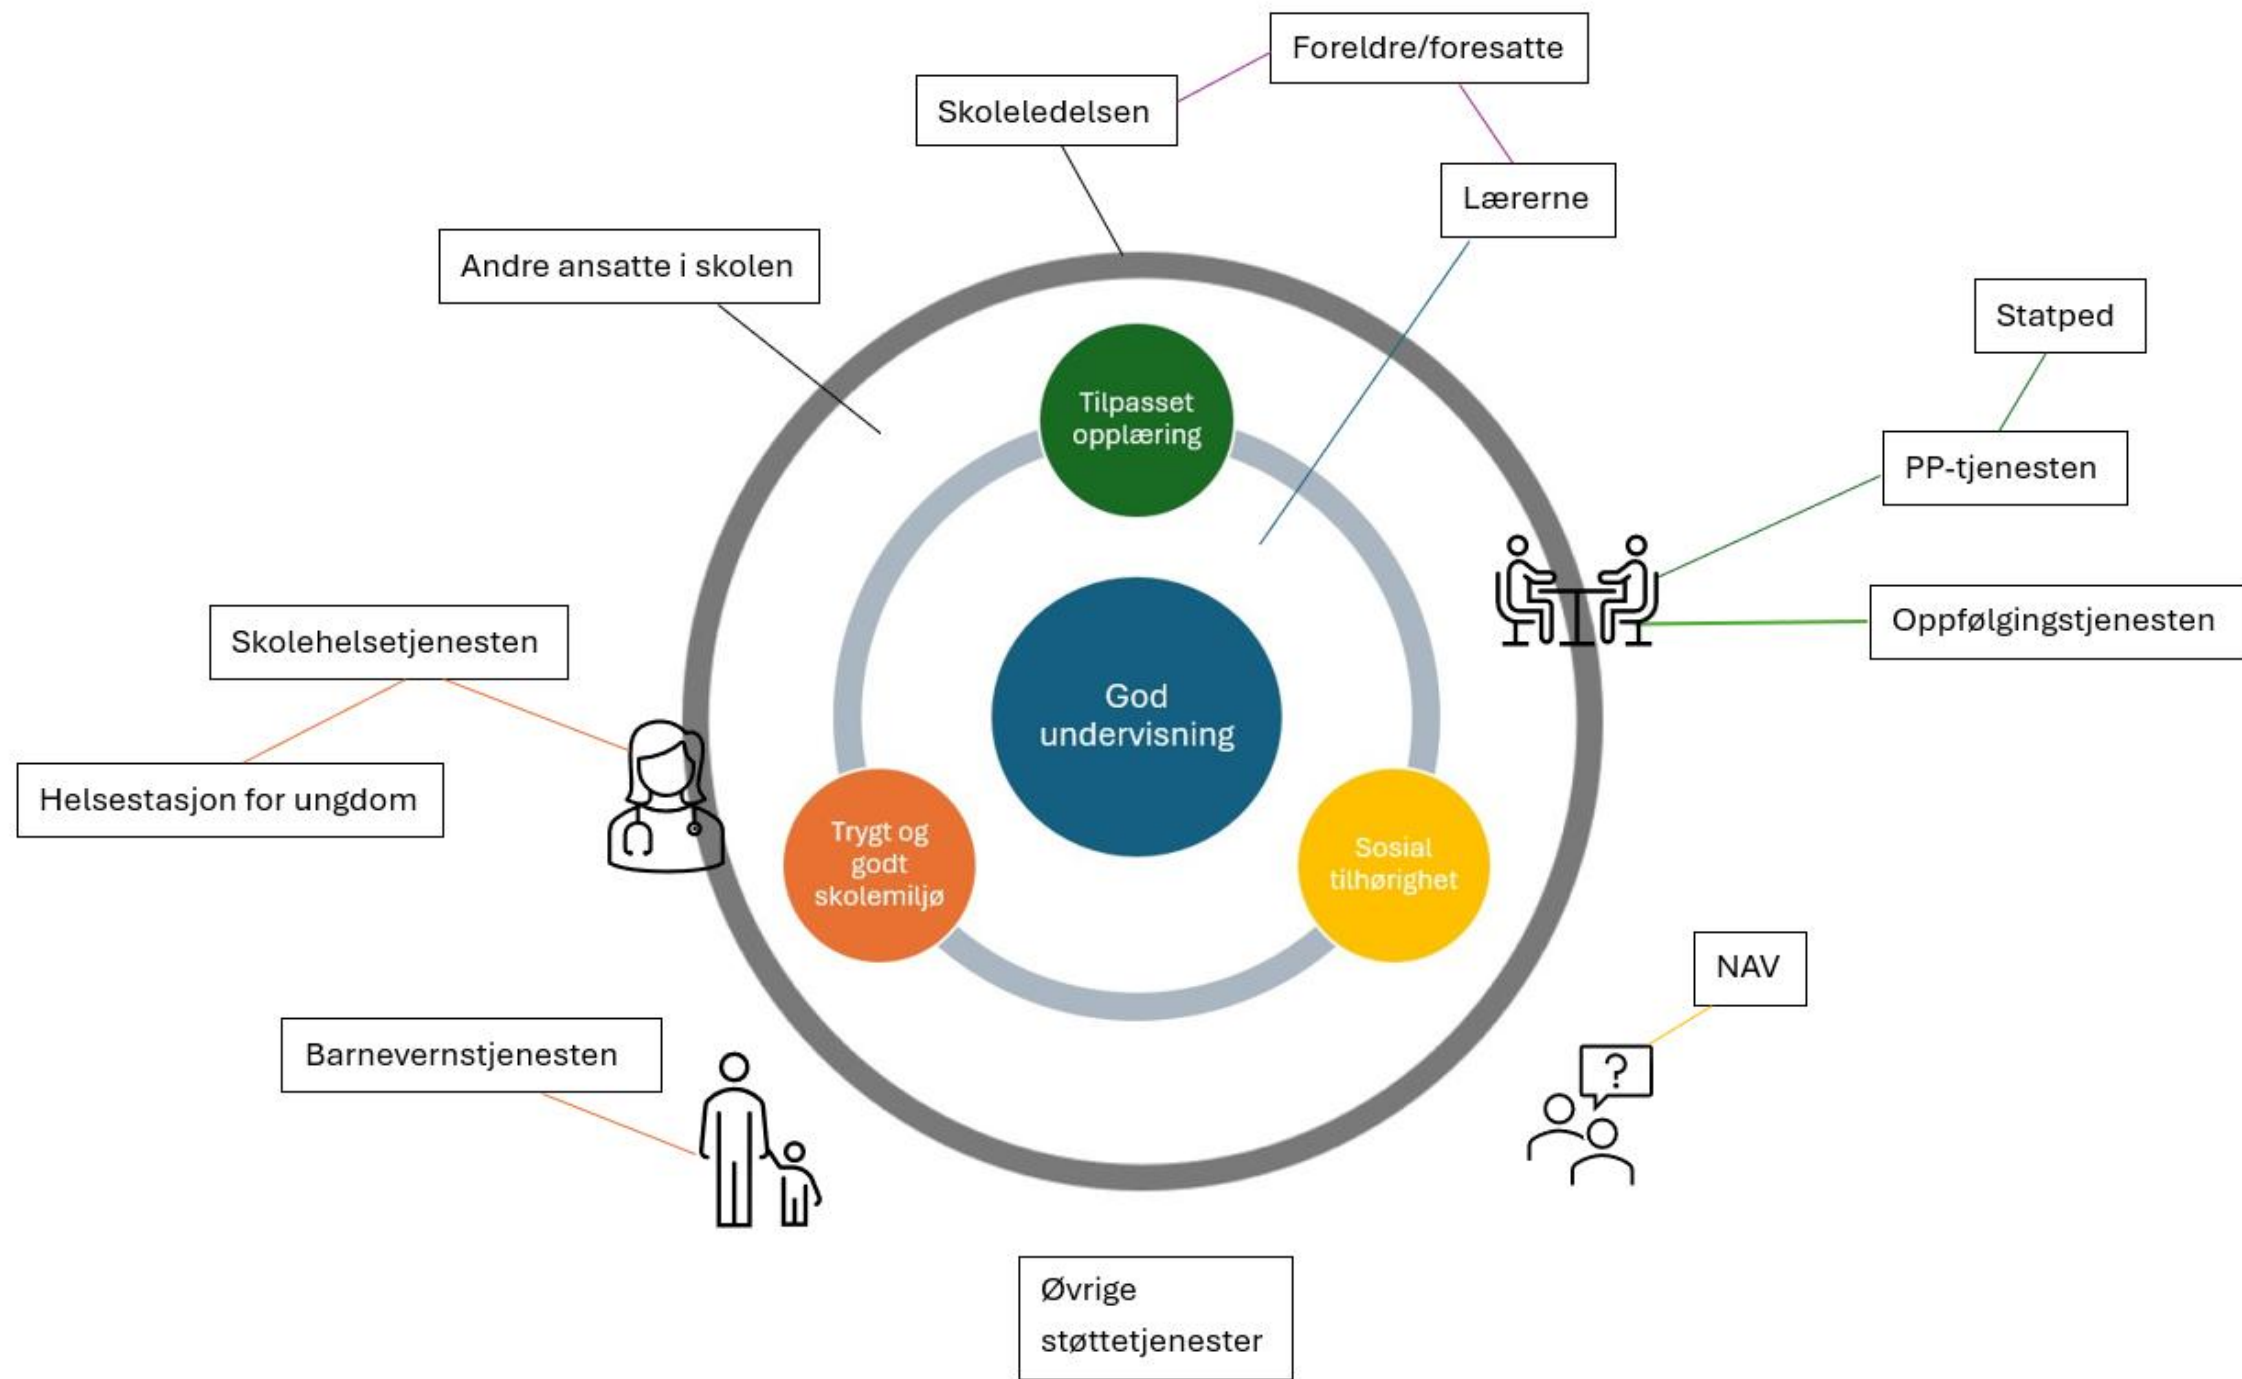 Foreldre/foresatte
Skoleledelsen
Lærerne
Andre ansatte i skolen
Statped
Tilpasset
opplæring
PP-tjenesten
Oppfølgingstjenesten
Skolehelsetjenesten
God
undervisning
Helsestasjon for ungdom
Trygt og
godt
skolemiljø
Sosial
tilhørighet
NAV
Barnevernstjenesten
?
Øvrige
støttetjenester